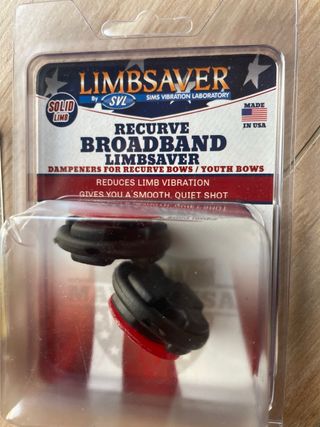 LIMBSAVER
by SVL SIMS VIBRATION LABORATORY
SOLID
LIMB
MADE
IN USA
RECURVE
BROADBAND
LIMBSAVER
DAMPENERS FOR RECURVE BOWS / YOUTH BOWS
REDUCES LIMB VIBRATION
GIVES YOU A SMOOTH, QUIET SHOT